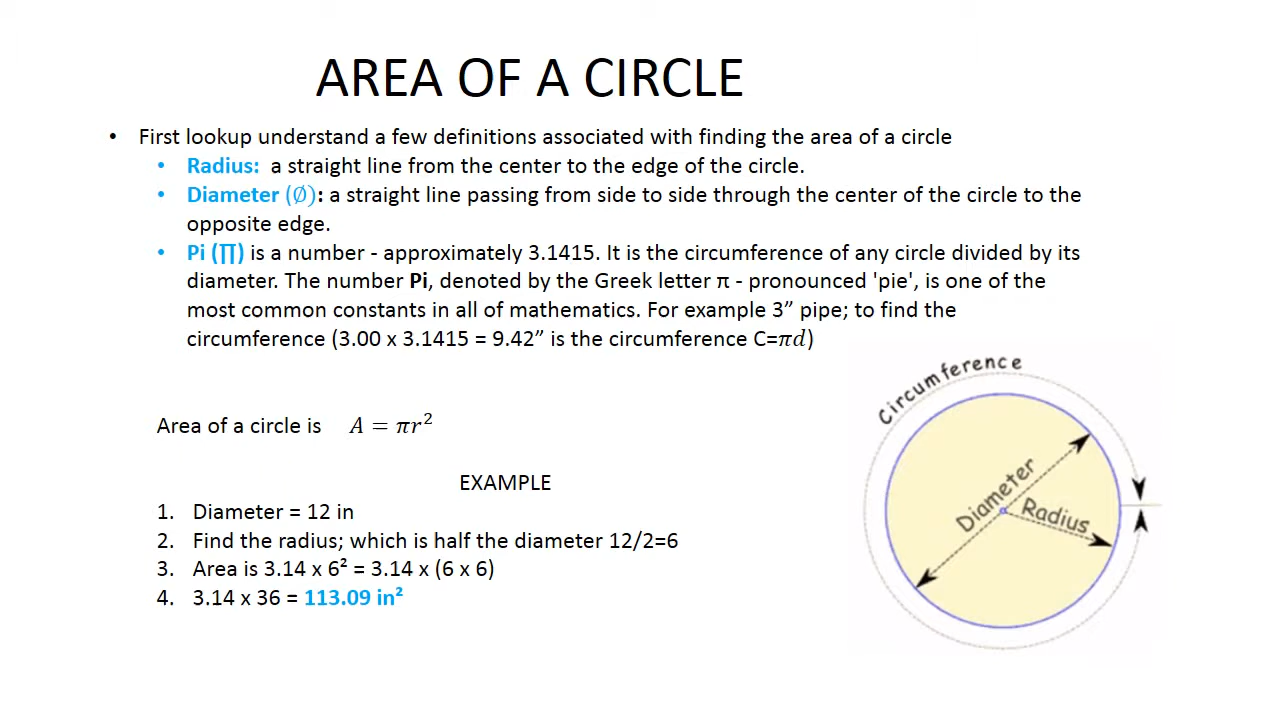 AREA OF A CIRCLE
• First lookup understand a few definitions associated with finding the area of a circle
• Radius: a straight line from the center to the edge of the circle.
• Diameter (∅): a straight line passing from side to side through the center of the circle to the
opposite edge.
• Pi (∏) is a number - approximately 3.1415. It is the circumference of any circle divided by its
diameter. The number Pi, denoted by the Greek letter π - pronounced 'pie', is one of the
most common constants in all of mathematics. For example 3” pipe; to find the
circumference (3.00 x 3.1415 = 9.42” is the circumference C=𝜋𝑑)
Area of a circle is 𝐴 = 𝜋𝑟²
EXAMPLE
1. Diameter = 12 in
2. Find the radius; which is half the diameter 12/2=6
3. Area is 3.14 x 6² = 3.14 x (6 x 6)
4. 3.14 x 36 = 113.09 in²
Circumference
Diameter
Radius